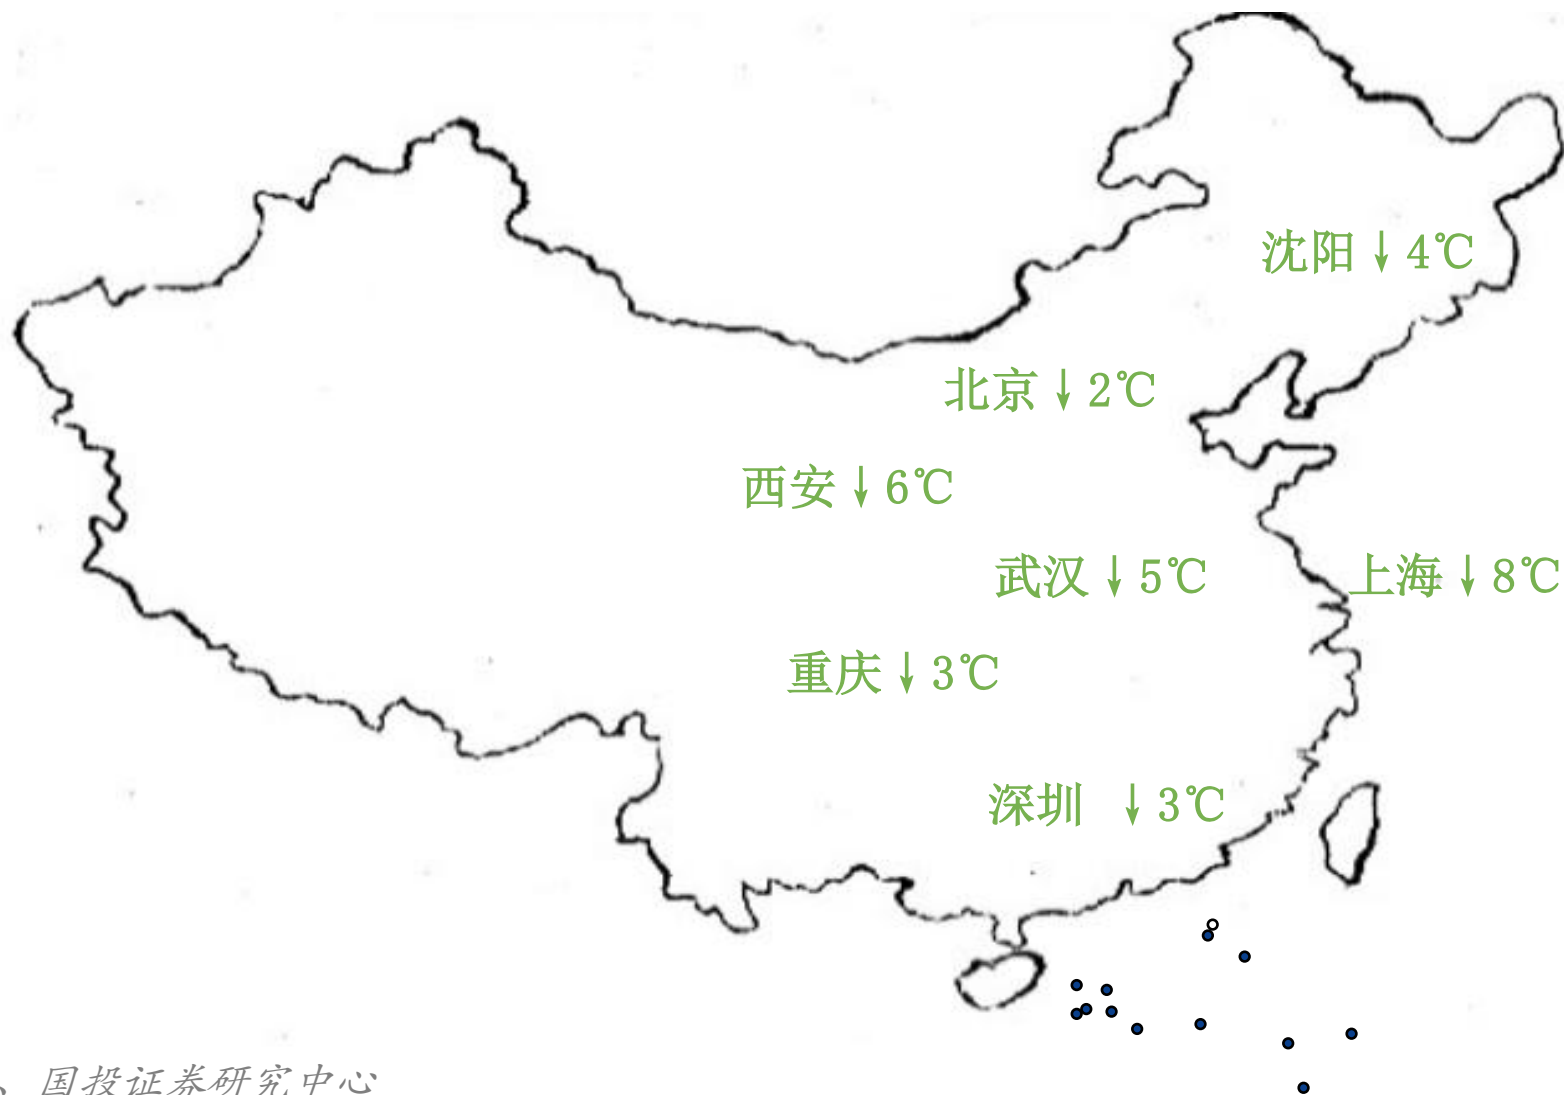 沈阳↓4℃
北京↓2℃
西安↓6℃
武汉↓5℃
上海↓8℃
重庆↓3℃
深圳 ↓3℃
、国投证券研究中心